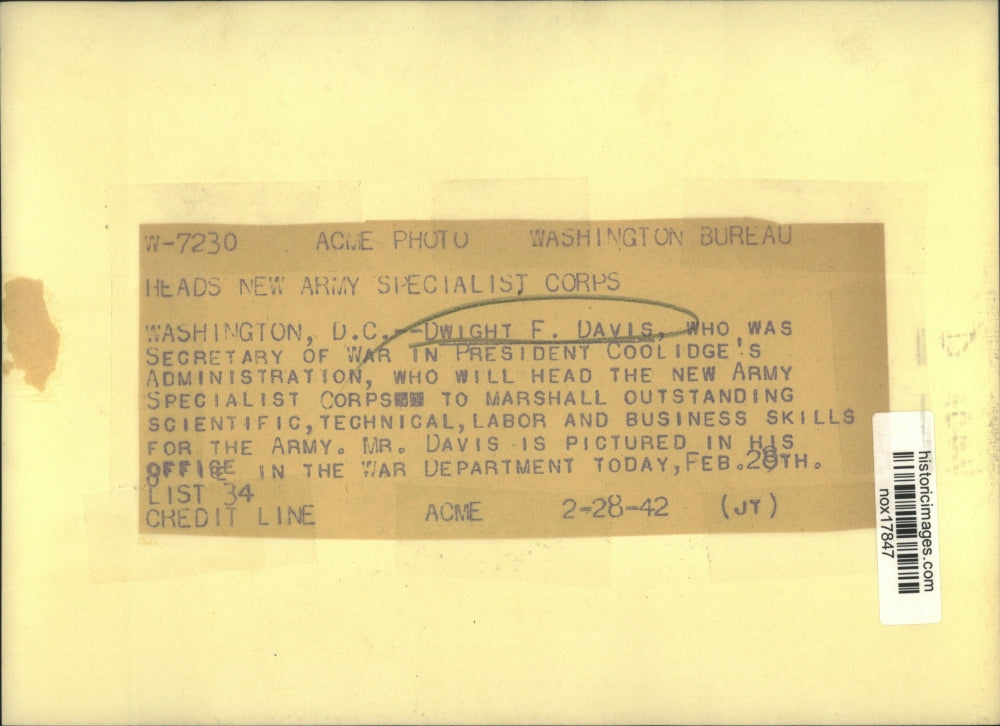 W-7230 ACME PHOTO WASHINGTON BUREAU
HEADS NEW ARMY SPECIALIST CORPS
WASHINGTON, D.C.--DWIGHT F. DAVIS, WHO WAS
SECRETARY OF WAR IN PRESIDENT COOLIDGE'S
ADMINISTRATION, WHO WILL HEAD THE NEW ARMY
SPECIALIST CORPS TO MARSHALL OUTSTANDING
SCIENTIFIC, TECHNICAL, LABOR AND BUSINESS SKILLS
FOR THE ARMY. MR. DAVIS IS PICTURED IN HIS
OFFICE IN THE WAR DEPARTMENT TODAY, FEB. 28TH.
LIST 34
CREDIT LINE ACME 2-28-42 (JT)
historicimages.com
nox17847